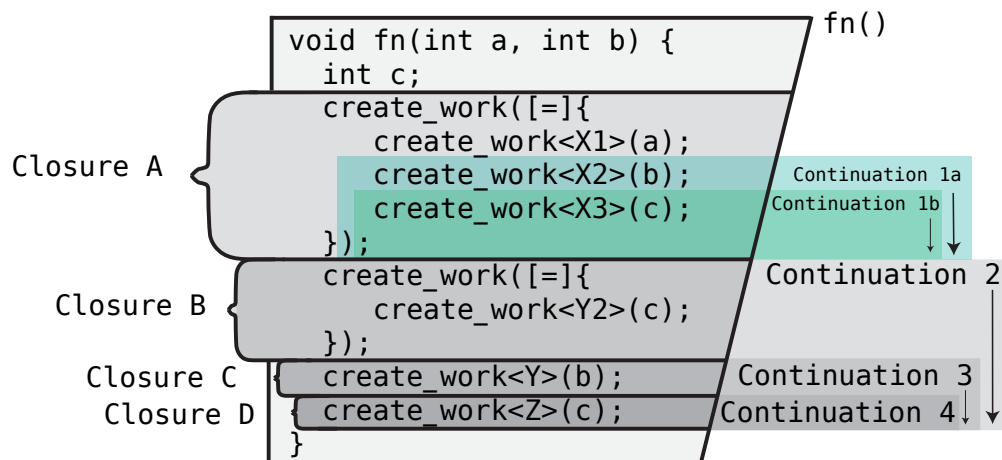 fn()
void fn(int a, int b) {
int c;
create_work([=]{
create_work<X1>(a);
Closure A
create_work<X2>(b);
Continuation 1a
create_work<X3>(c);
Continuation 1b
});
create_work([=]{
Continuation 2
Closure B
create_work<Y2>(c);
});
Closure C
create_work<Y>(b);
Continuation 3
Closure D
create_work<Z>(c);
Continuation 4
}